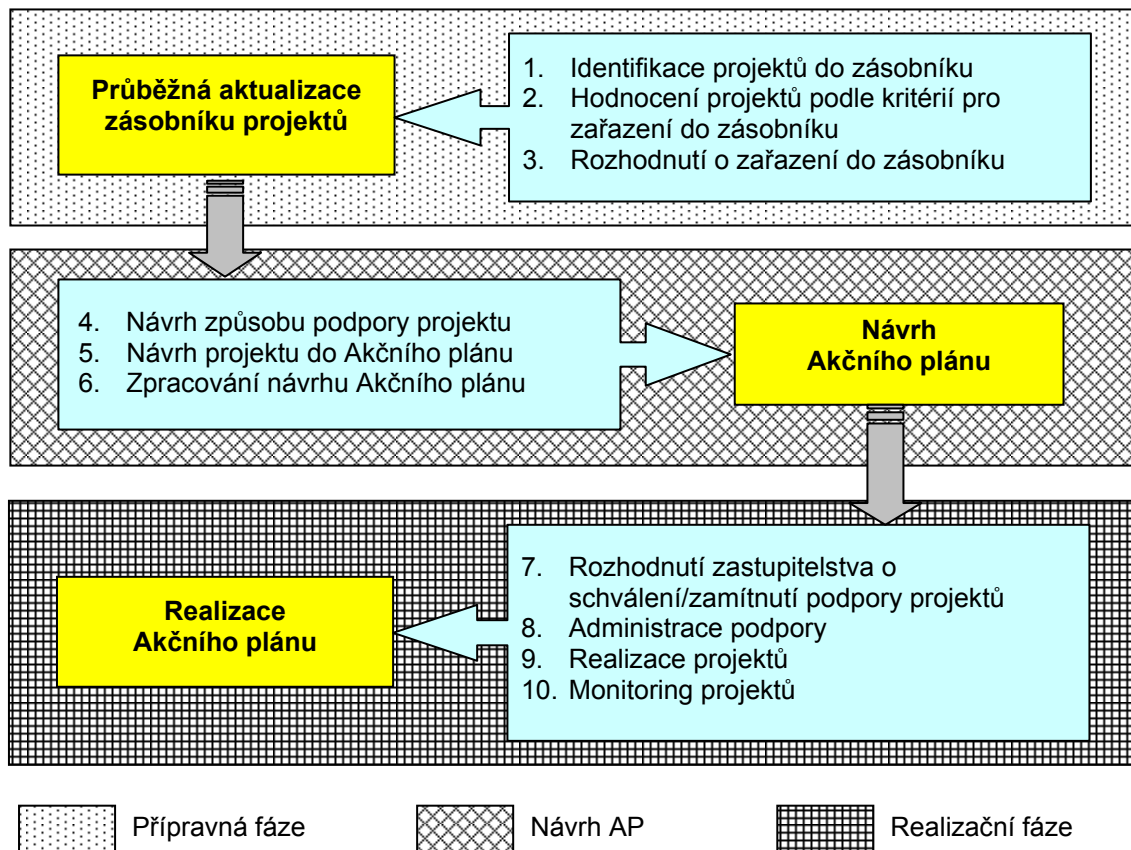 Průběžná aktualizace
zásobníku projektů
1. Identifikace projektů do zásobníku
2. Hodnocení projektů podle kritérií pro
zařazení do zásobníku
3. Rozhodnutí o zařazení do zásobníku
4. Návrh způsobu podpory projektu
5. Návrh projektu do Akčního plánu
6. Zpracování návrhu Akčního plánu
Návrh
Akčního plánu
Realizace
Akčního plánu
7. Rozhodnutí zastupitelstva o
schválení/zamítnutí podpory projektů
8. Administrace podpory
9. Realizace projektů
10. Monitoring projektů
Přípravná fáze
Návrh AP
Realizační fáze